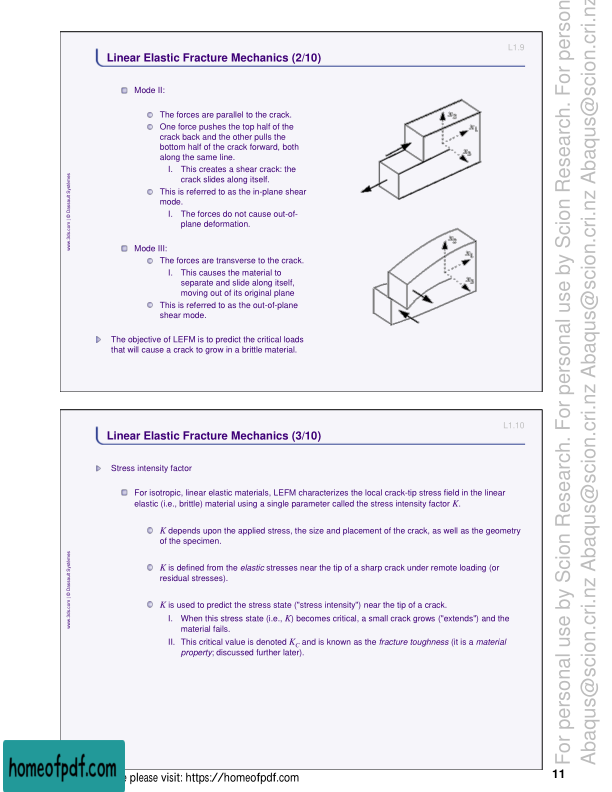 L1.9
Linear Elastic Fracture Mechanics (2/10)
Mode II:
The forces are parallel to the crack.
One force pushes the top half of the
crack back and the other pulls the
bottom half of the crack forward, both
along the same line.
I. This creates a shear crack: the
crack slides along itself.
This is referred to as the in-plane shear
mode.
I. The forces do not cause out-of-
plane deformation.
Mode III:
The forces are transverse to the crack.
I. This causes the material to
separate and slide along itself,
moving out of its original plane
This is referred to as the out-of-plane
shear mode.
The objective of LEFM is to predict the critical loads
that will cause a crack to grow in a brittle material.
x₂
x₁
x₃
x₂
x₁
x₃
www.3ds.com | © Dassault Systèmes
L1.10
Linear Elastic Fracture Mechanics (3/10)
Stress intensity factor
For isotropic, linear elastic materials, LEFM characterizes the local crack-tip stress field in the linear
elastic (i.e., brittle) material using a single parameter called the stress intensity factor K.
K depends upon the applied stress, the size and placement of the crack, as well as the geometry
of the specimen.
K is defined from the elastic stresses near the tip of a sharp crack under remote loading (or
residual stresses).
K is used to predict the stress state ("stress intensity") near the tip of a crack.
I. When this stress state (i.e., K) becomes critical, a small crack grows ("extends") and the
material fails.
II. This critical value is denoted K_C and is known as the fracture toughness (it is a material
property; discussed further later).
www.3ds.com | © Dassault Systèmes
For personal use by Scion Research. For personal use by Scion Research. For person
Abaqus@scion.cri.nz Abaqus@scion.cri.nz Abaqus@scion.cri.nz Abaqus@scion.cri.nz
homeofpdf.com
please visit: https://homeofpdf.com
11